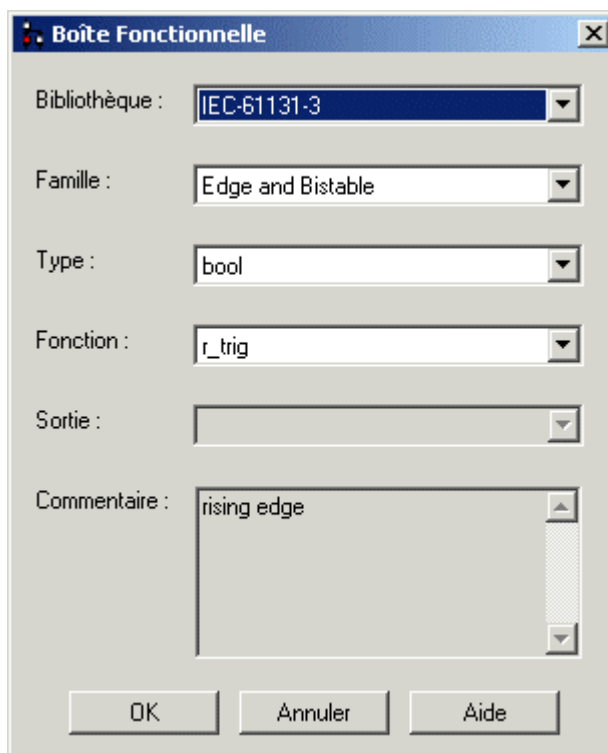 Boîte Fonctionnelle
Bibliothèque : IEC-61131-3
Famille : Edge and Bistable
Type : bool
Fonction : r_trig
Sortie :
Commentaire : rising edge
OK Annuler Aide